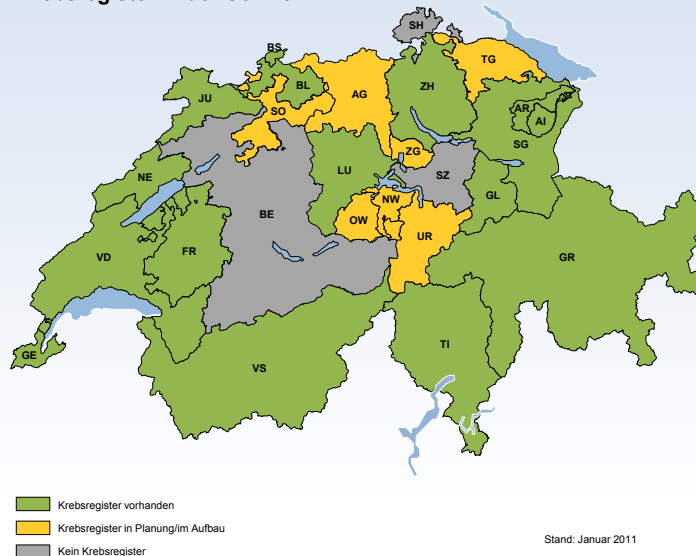 SH
BS
TG
BL
ZH
JU
AG
SO
AR
AI
SG
ZG
LU
NE
SZ
GL
NW
BE
OW
UR
FR
VD
GR
TI
GE
VS
Krebsregister vorhanden
Krebsregister in Planung/im Aufbau
Kein Krebsregister
Stand: Januar 2011